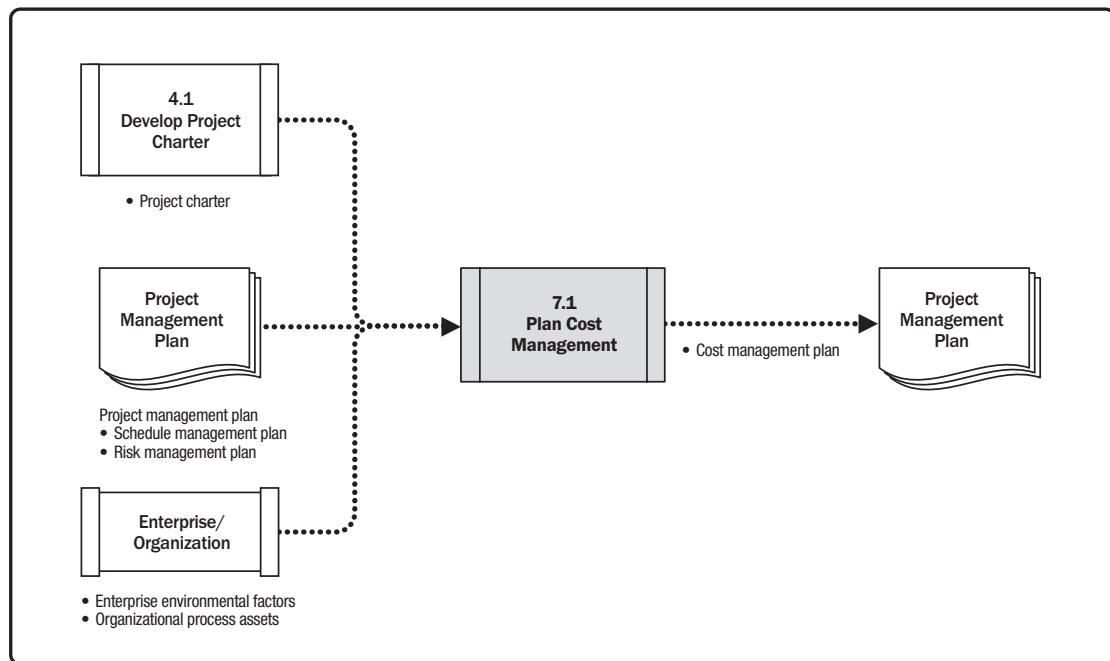 4.1
Develop Project
Charter
• Project charter
Project
Management
Plan
Project management plan
• Schedule management plan
• Risk management plan
Enterprise/
Organization
• Enterprise environmental factors
• Organizational process assets
7.1
Plan Cost
Management
• Cost management plan
Project
Management
Plan